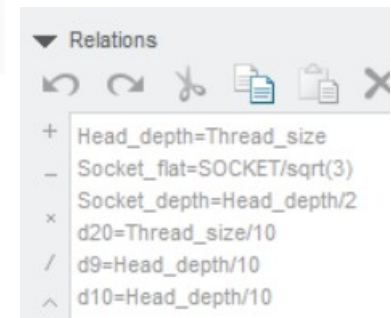 Relations
Head_depth=Thread_size
Socket_flat=SOCKET/sqrt(3)
Socket_depth=Head_depth/2
d20=Thread_size/10
d9=Head_depth/10
d10=Head_depth/10